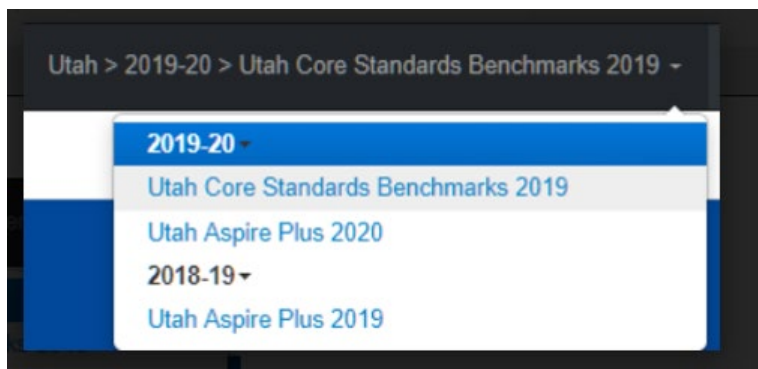 Utah > 2019-20 > Utah Core Standards Benchmarks 2019
2019-20
Utah Core Standards Benchmarks 2019
Utah Aspire Plus 2020
2018-19
Utah Aspire Plus 2019